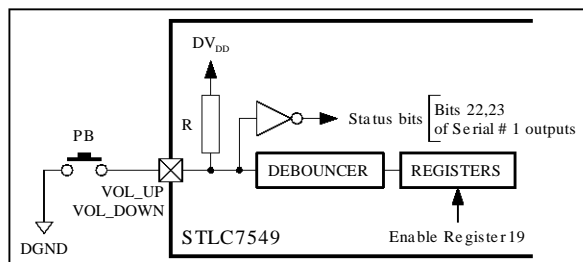 DVDD
PB
R
Status bits
Bits 22,23
of Serial # 1 outputs
VOL_UP
VOL_DOWN
DEBOUNCER
REGISTERS
DGND
STLC7549
Enable Register 19